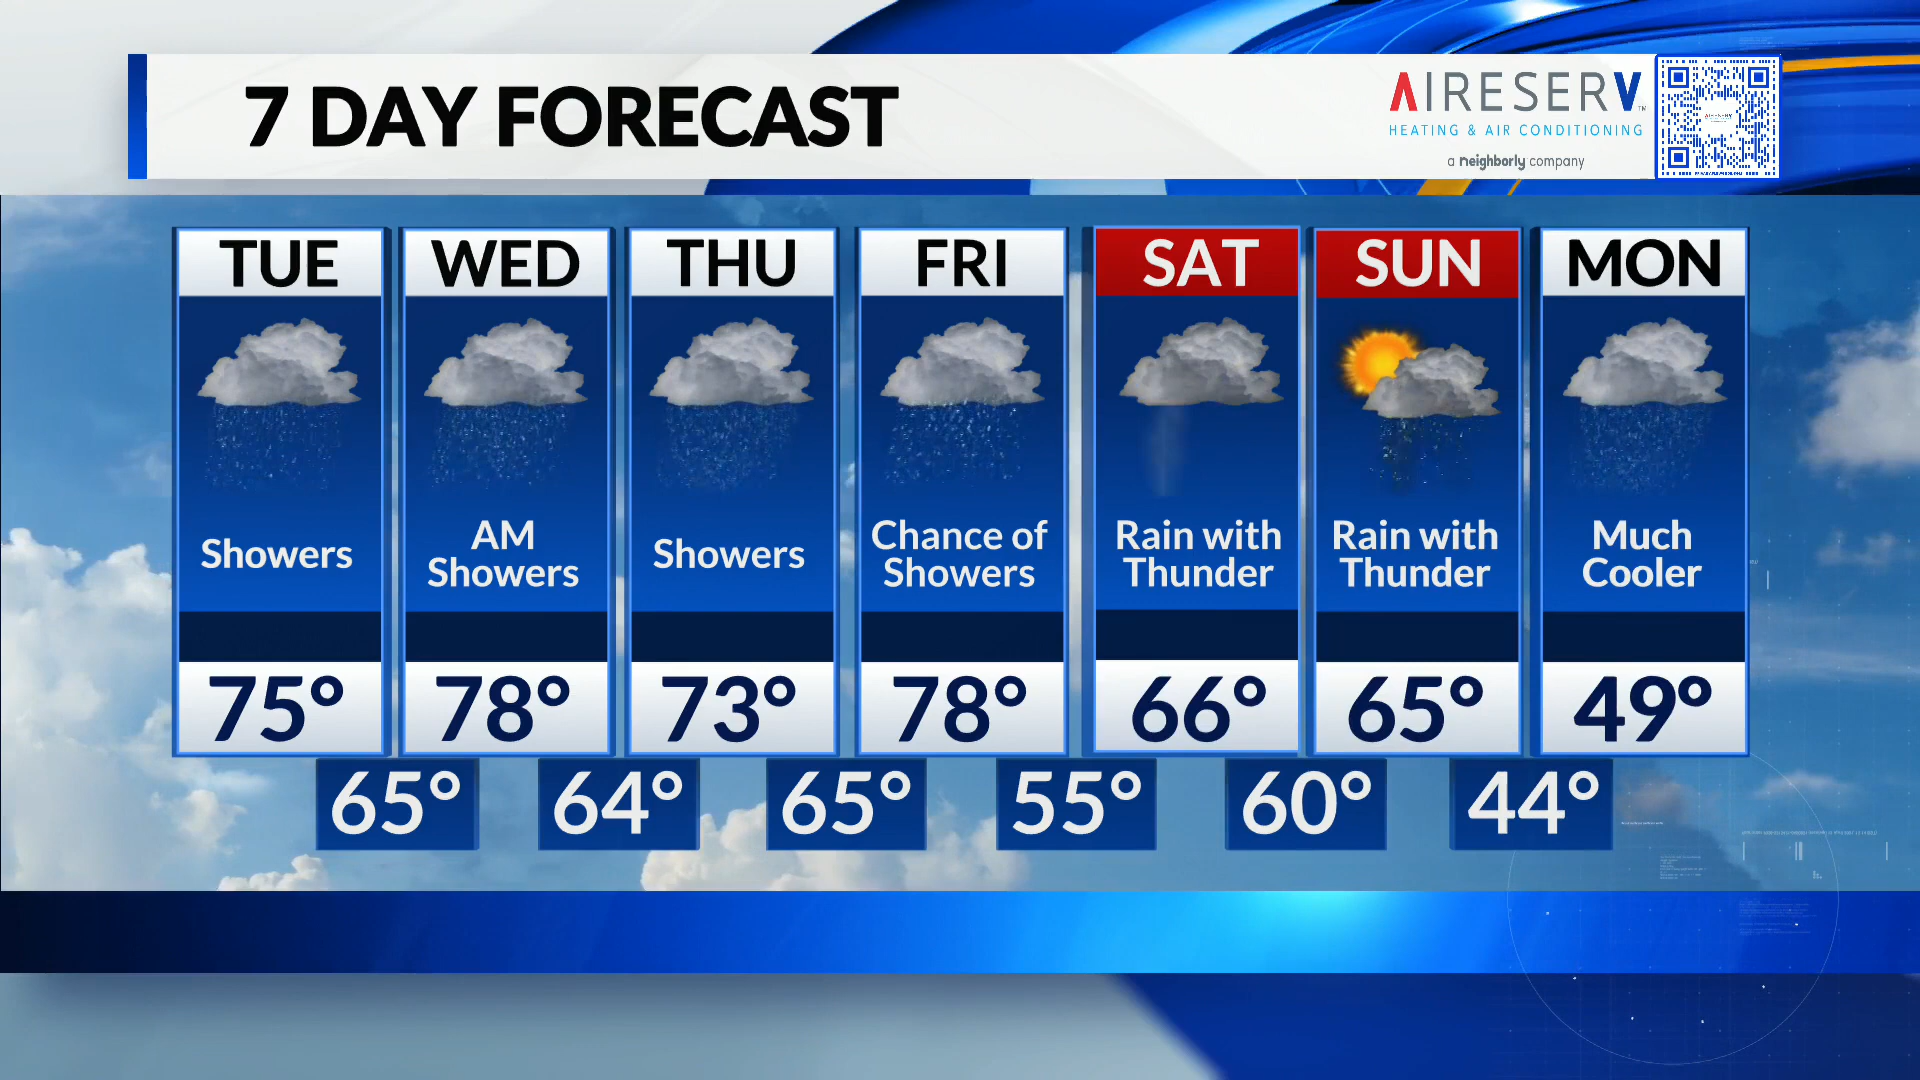 7 DAY FORECAST
AIRESERV™
HEATING & AIR CONDITIONING
a neighborly company
TUE
WED
THU
FRI
SAT
SUN
MON
Showers
AM
Showers
Showers
Chance of
Showers
Rain with
Thunder
Rain with
Thunder
Much
Cooler
75°
78°
73°
78°
66°
65°
49°
65°
64°
65°
55°
60°
44°